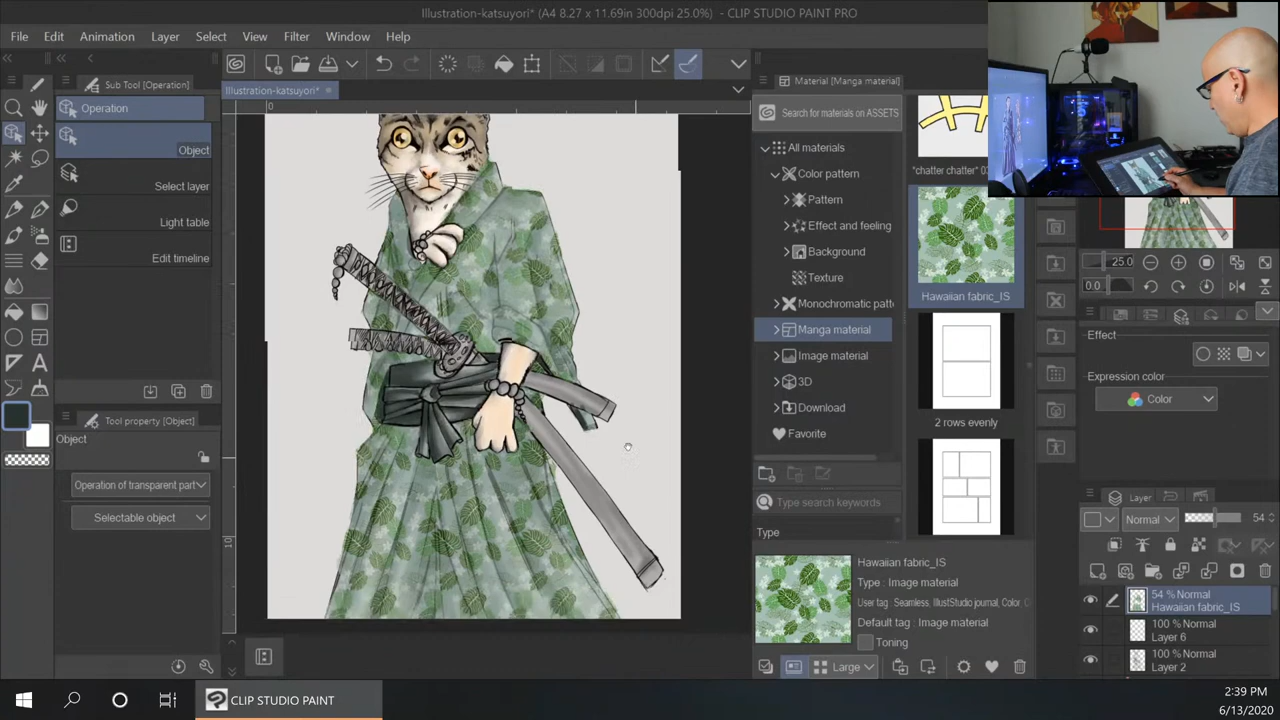 Illustration-katsuyori* (A4 8.27 x 11.69in 300dpi 25.0%) - CLIP STUDIO PAINT PRO
File Edit Animation Layer Select View Filter Window Help
Sub Tool [Operation]
Operation
Object
Select layer
Light table
Edit timeline
Tool property [Object]
Object
Operation of transparent part
Selectable object
Illustration-katsuyori*
0
10
Material [Manga material]
Search for materials on ASSETS
All materials
Color pattern
Pattern
Effect and feeling
Background
Texture
Monochromatic patt
Manga material
Image material
3D
Download
Favorite
Type search keywords
Type
"chatter chatter" 0
Hawaiian fabric_IS
2 rows evenly
Hawaiian fabric_IS
Type : Image material
User tag : Seamless, IllustStudio journal, Color,
Default tag : Image material
Toning
Large
25.0
0.0
Effect
Expression color
Color
Layer
Normal 54
54 % Normal
Hawaiian fabric_IS
100 % Normal
Layer 6
100 % Normal
Layer 2
CLIP STUDIO PAINT
2:39 PM
6/13/2020